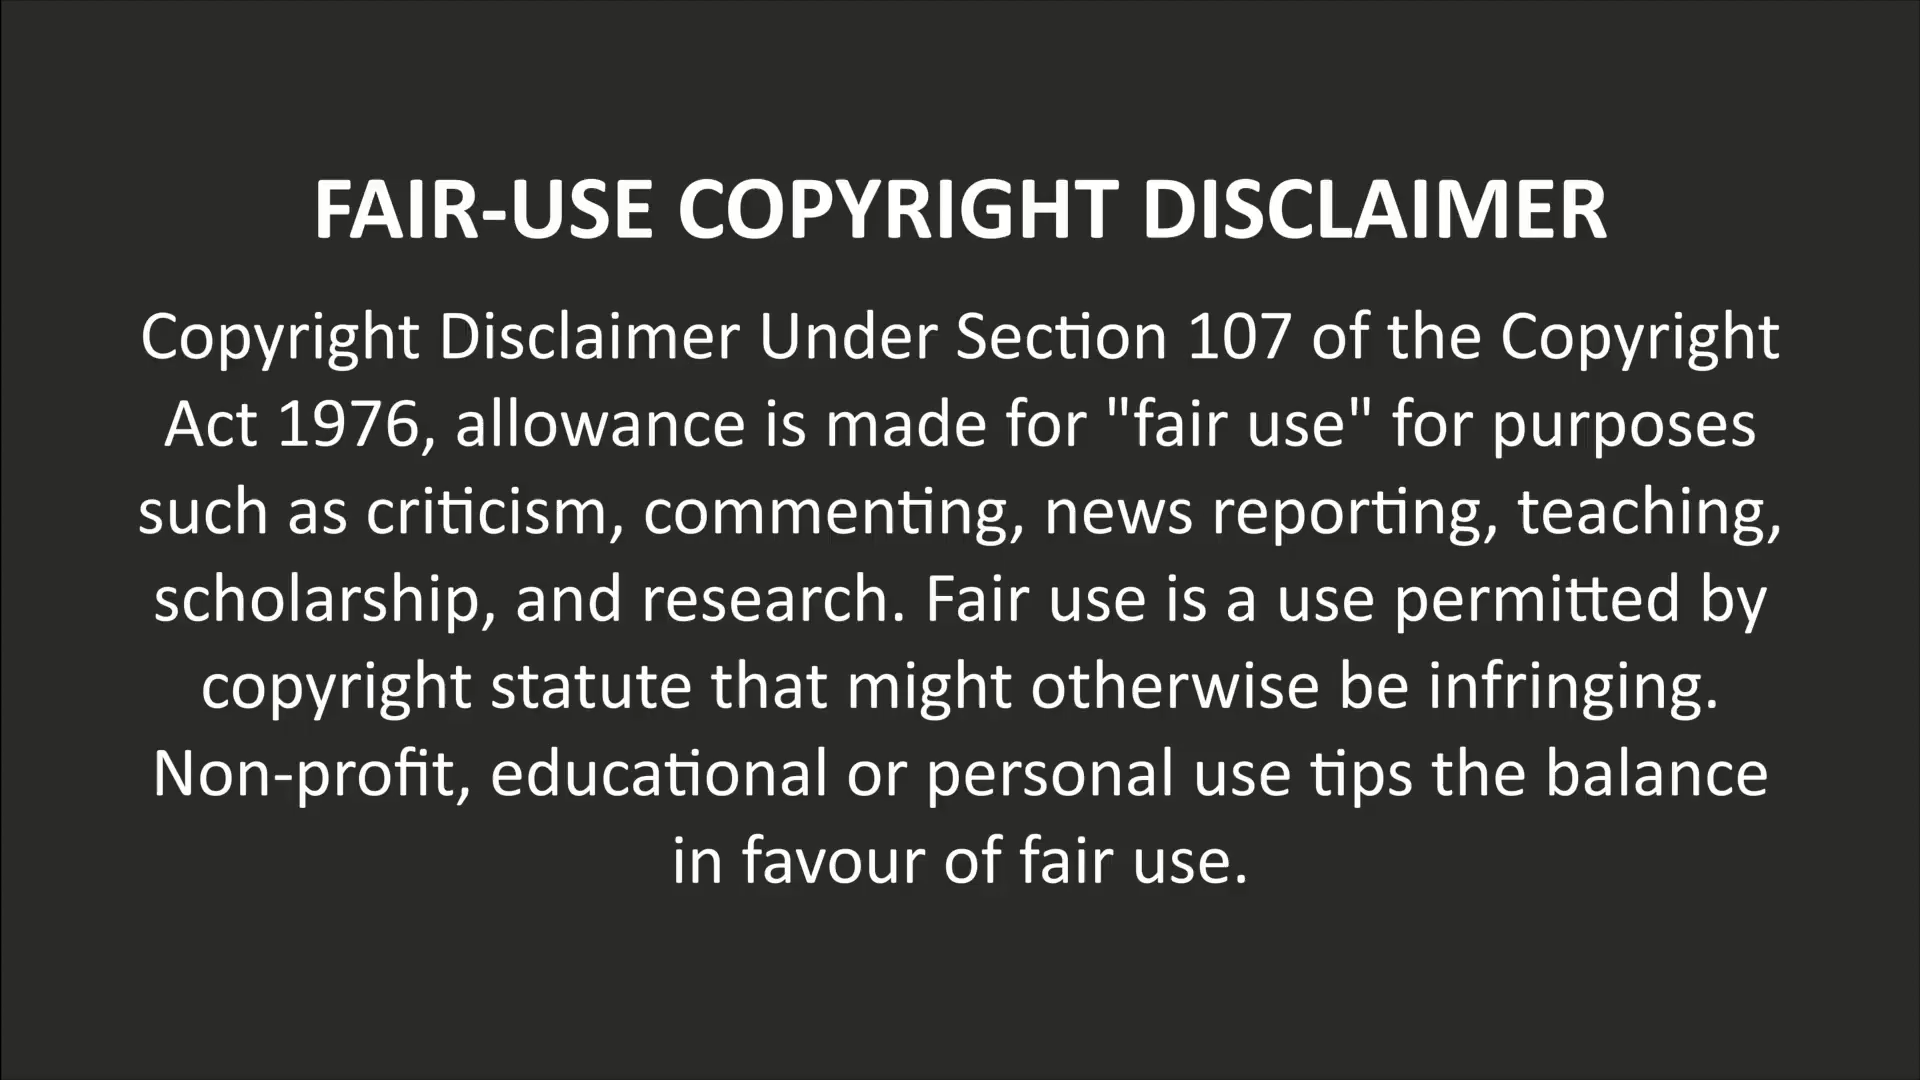 FAIR-USE COPYRIGHT DISCLAIMER
Copyright Disclaimer Under Section 107 of the Copyright
Act 1976, allowance is made for "fair use" for purposes
such as criticism, commenting, news reporting, teaching,
scholarship, and research. Fair use is a use permitted by
copyright statute that might otherwise be infringing.
Non-profit, educational or personal use tips the balance
in favour of fair use.